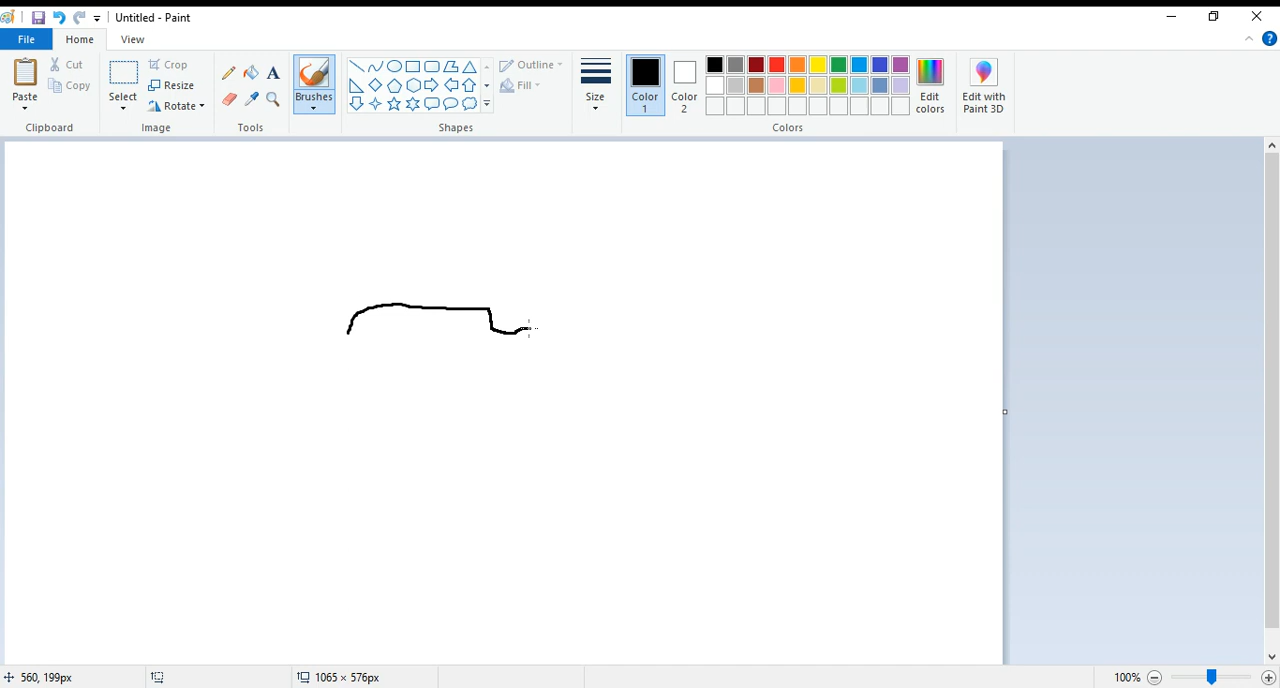 Untitled - Paint
File Home View
Paste
Cut
Copy
Clipboard
Select
Crop
Resize
Rotate
Image
A
Tools
Brushes
Outline
Fill
Shapes
Size
Color 1
Color 2
Edit colors
Colors
Edit with Paint 3D
?
560, 199px
1065 × 576px
100%